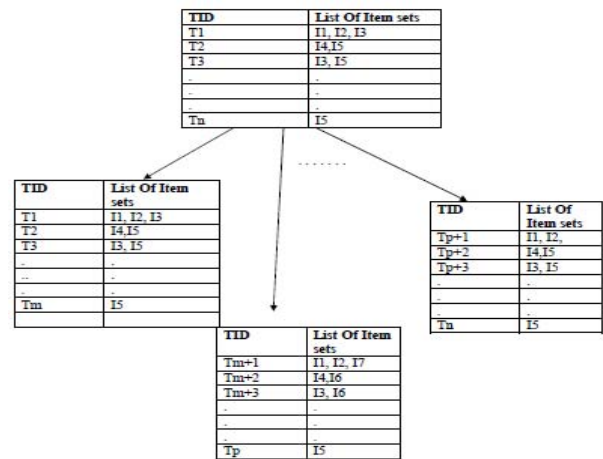 TID List Of Item sets
T1 I1, I2, I3
T2 I4,I5
T3 I3, I5
. .
. .
. .
Tn I5
.......
TID List Of Item
sets
T1 I1, I2, I3
T2 I4,I5
T3 I3, I5
. .
.. .
. .
Tm I5
TID List Of
Item sets
Tp+1 I1, I2,
Tp+2 I4,I5
Tp+3 I3, I5
. .
. .
. .
Tn I5
TID List Of Item
sets
Tm+1 I1, I2, I7
Tm+2 I4,I6
Tm+3 I3, I6
. .
. .
. .
Tp I5